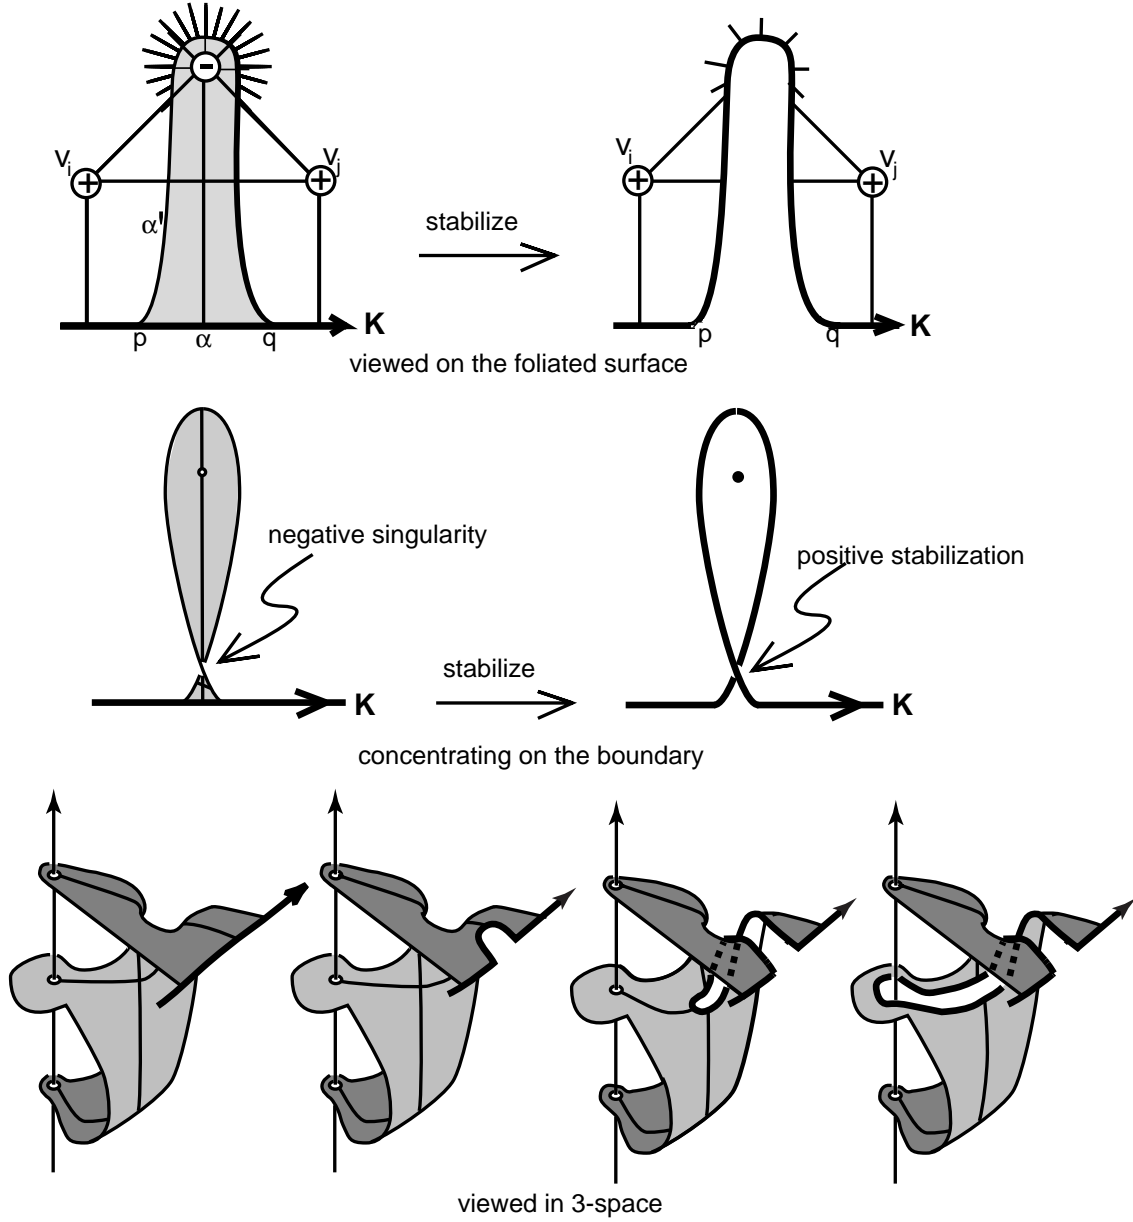 V_i
-
V_j
+
+
α'
p
α
q
K
stabilize
V_i
V_j
+
+
p
q
K
viewed on the foliated surface
negative singularity
K
stabilize
positive stabilization
K
concentrating on the boundary
viewed in 3-space